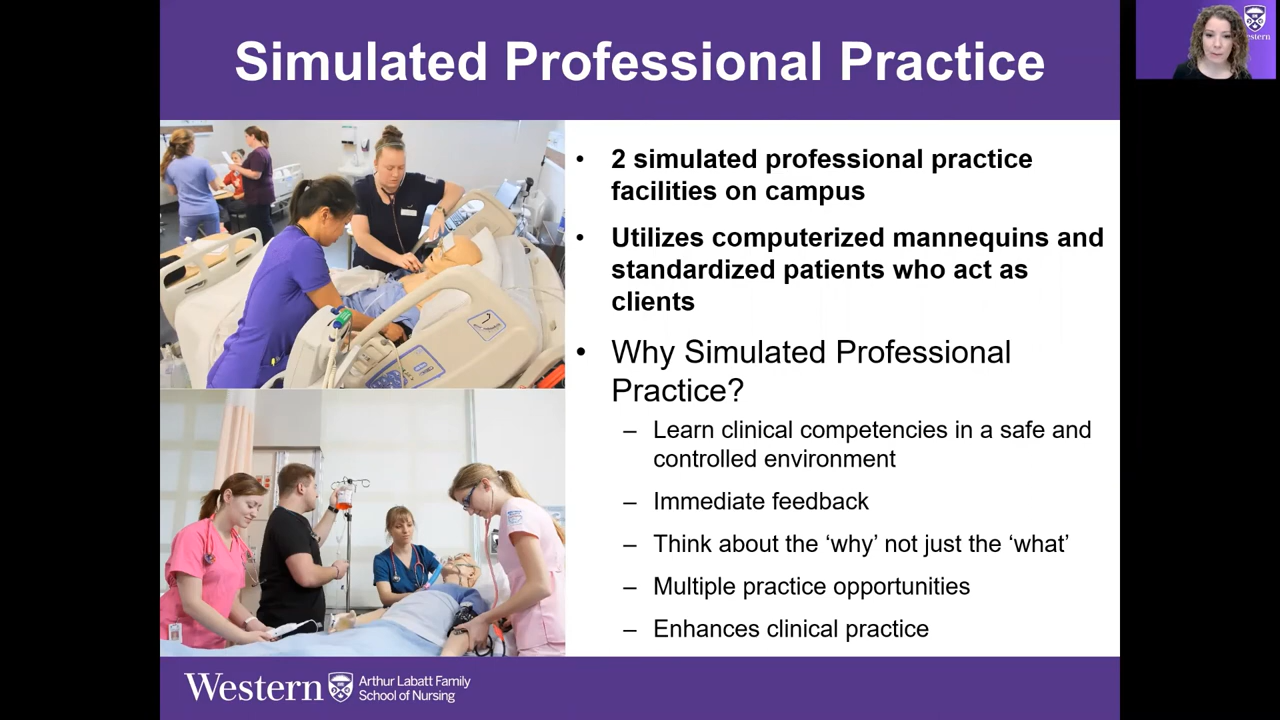 Simulated Professional Practice
• 2 simulated professional practice
facilities on campus
• Utilizes computerized mannequins and
standardized patients who act as
clients
• Why Simulated Professional
Practice?
– Learn clinical competencies in a safe and
controlled environment
– Immediate feedback
– Think about the ‘why’ not just the ‘what’
– Multiple practice opportunities
– Enhances clinical practice
Western
Arthur Labatt Family
School of Nursing